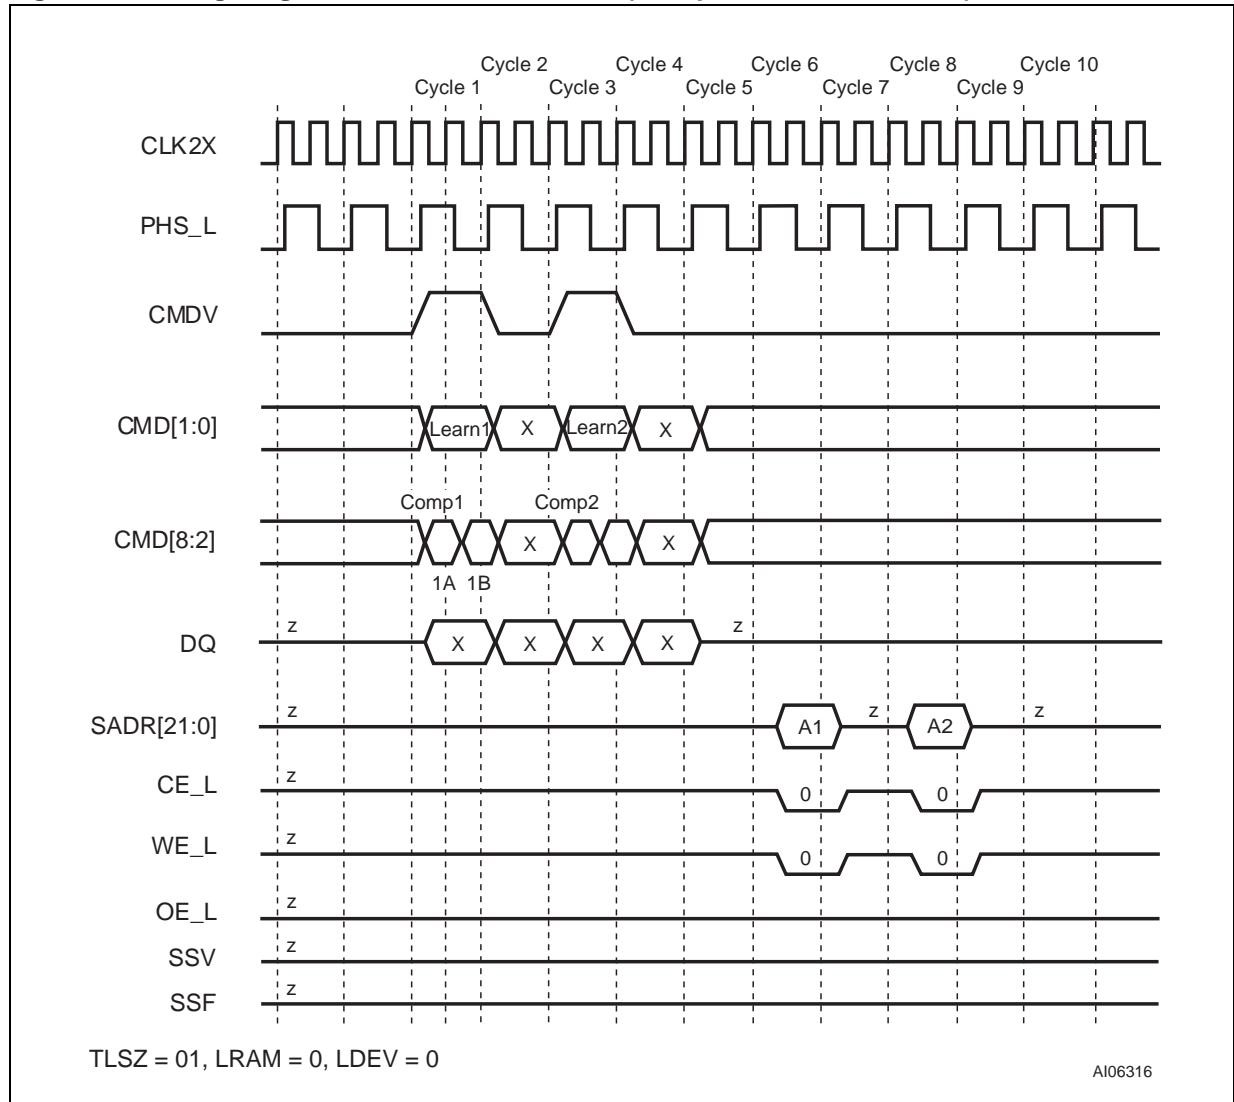 Cycle 2 Cycle 4 Cycle 6 Cycle 8 Cycle 10
Cycle 1 Cycle 3 Cycle 5 Cycle 7 Cycle 9
CLK2X
PHS_L
CMDV
CMD[1:0] Learn1 X Learn2 X
Comp1 Comp2
CMD[8:2] X X
1A 1B
z z
DQ X X X X
z z z
SADR[21:0] A1 A2
z
CE_L 0 0
z
WE_L 0 0
z
OE_L
z
SSV
z
SSF
TLSZ = 01, LRAM = 0, LDEV = 0
AI06316